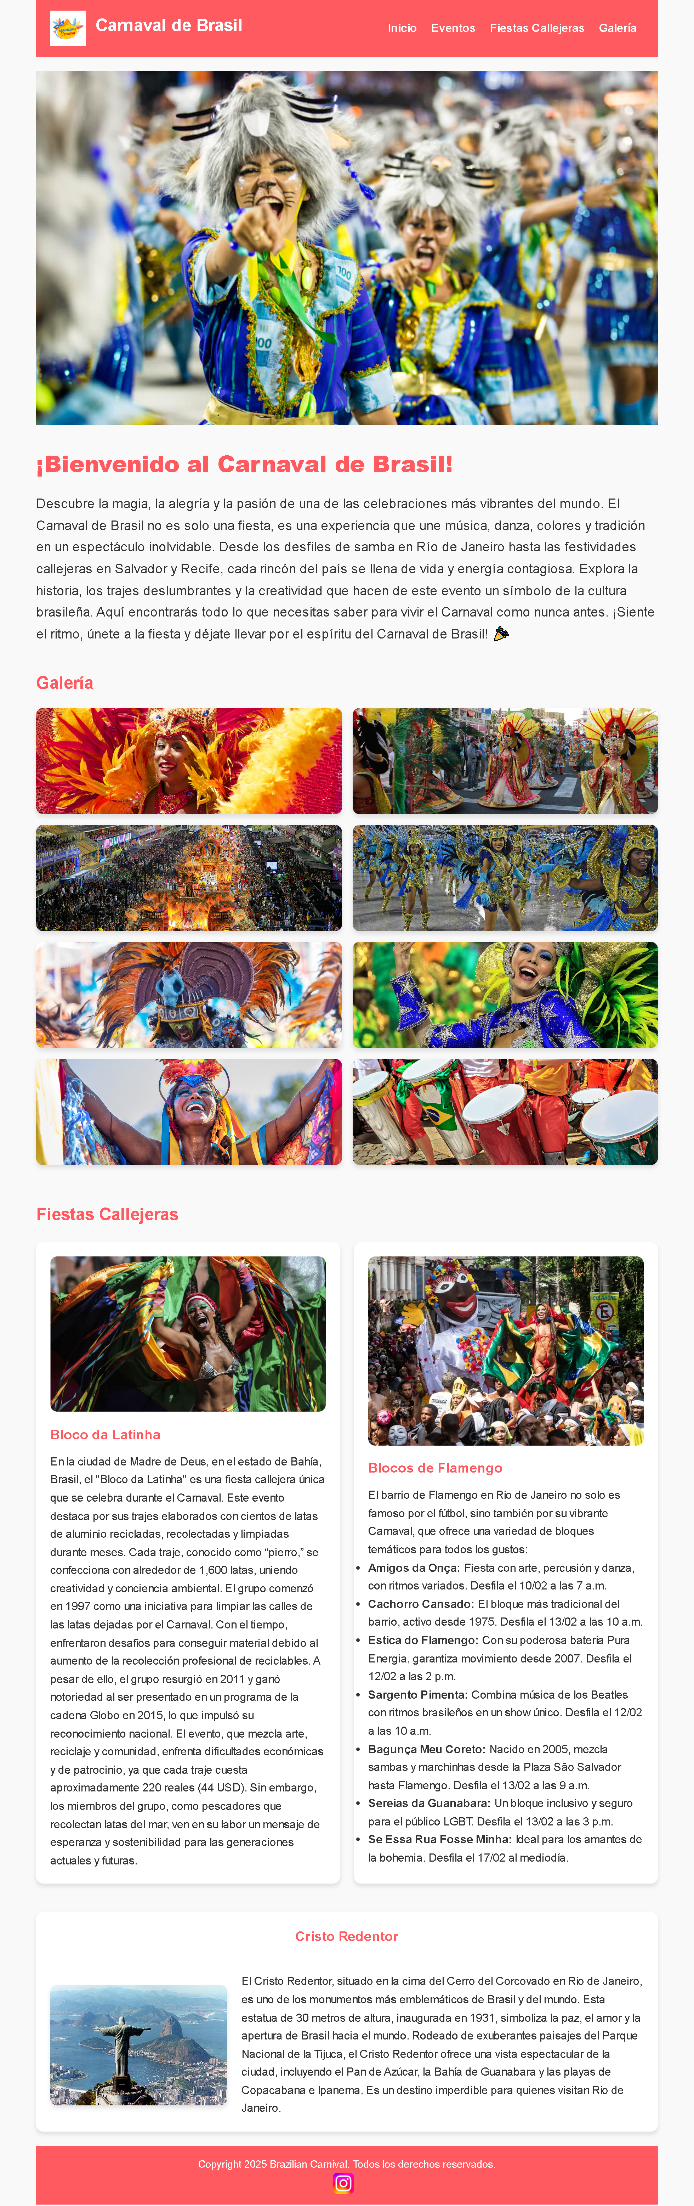 Carnaval de Brasil
Inicio Eventos Fiestas Callejeras Galería
¡Bienvenido al Carnaval de Brasil!
Descubre la magia, la alegría y la pasión de una de las celebraciones más vibrantes del mundo. El
Carnaval de Brasil no es solo una fiesta, es una experiencia que une música, danza, colores y tradición
en un espectáculo inolvidable. Desde los desfiles de samba en Río de Janeiro hasta las festividades
callejeras en Salvador y Recife, cada rincón del país se llena de vida y energía contagiosa. Explora la
historia, los trajes deslumbrantes y la creatividad que hacen de este evento un símbolo de la cultura
brasileña. Aquí encontrarás todo lo que necesitas saber para vivir el Carnaval como nunca antes. ¡Siente
el ritmo, únete a la fiesta y déjate llevar por el espíritu del Carnaval de Brasil! 🎉
Galería
Fiestas Callejeras
Bloco da Latinha
En la ciudad de Madre de Deus, en el estado de Bahía,
Brasil, el "Bloco da Latinha" es una fiesta callejera única
que se celebra durante el Carnaval. Este evento
destaca por sus trajes elaborados con cientos de latas
de aluminio recicladas, recolectadas y limpiadas
durante meses. Cada traje, conocido como "pierro," se
confecciona con alrededor de 1,600 latas, uniendo
creatividad y conciencia ambiental. El grupo comenzó
en 1997 como una iniciativa para limpiar las calles de
las latas dejadas por el Carnaval. Con el tiempo,
enfrentaron desafíos para conseguir material debido al
aumento de la recolección profesional de reciclables. A
pesar de ello, el grupo resurgió en 2011 y ganó
notoriedad al ser presentado en un programa de la
cadena Globo en 2015, lo que impulsó su
reconocimiento nacional. El evento, que mezcla arte,
reciclaje y comunidad, enfrenta dificultades económicas
y de patrocinio, ya que cada traje cuesta
aproximadamente 220 reales (44 USD). Sin embargo,
los miembros del grupo, como pescadores que
recolectan latas del mar, ven en su labor un mensaje de
esperanza y sostenibilidad para las generaciones
actuales y futuras.
Blocos de Flamengo
El barrio de Flamengo en Río de Janeiro no solo es
famoso por el fútbol, sino también por su vibrante
Carnaval, que ofrece una variedad de bloques
temáticos para todos los gustos:
• Amigos da Onça: Fiesta con arte, percusión y danza,
con ritmos variados. Desfila el 10/02 a las 7 a.m.
• Cachorro Cansado: El bloque más tradicional del
barrio, activo desde 1975. Desfila el 13/02 a las 10 a.m.
• Estica do Flamengo: Con su poderosa batería Pura
Energia, garantiza movimiento desde 2007. Desfila el
12/02 a las 2 p.m.
• Sargento Pimenta: Combina música de los Beatles
con ritmos brasileños en un show único. Desfila el 12/02
a las 10 a.m.
• Bagunça Meu Coreto: Nacido en 2005, mezcla
sambas y marchinhas desde la Plaza São Salvador
hasta Flamengo. Desfila el 13/02 a las 9 a.m.
• Sereias da Guanabara: Un bloque inclusivo y seguro
para el público LGBT. Desfila el 13/02 a las 3 p.m.
• Se Essa Rua Fosse Minha: Ideal para los amantes de
la bohemia. Desfila el 17/02 al mediodía.
Cristo Redentor
El Cristo Redentor, situado en la cima del Cerro del Corcovado en Río de Janeiro,
es uno de los monumentos más emblemáticos de Brasil y del mundo. Esta
estatua de 30 metros de altura, inaugurada en 1931, simboliza la paz, el amor y la
apertura de Brasil hacia el mundo. Rodeado de exuberantes paisajes del Parque
Nacional de la Tijuca, el Cristo Redentor ofrece una vista espectacular de la
ciudad, incluyendo el Pan de Azúcar, la Bahía de Guanabara y las playas de
Copacabana e Ipanema. Es un destino imperdible para quienes visitan Río de
Janeiro.
Copyright 2025 Brazilian Carnival. Todos los derechos reservados.